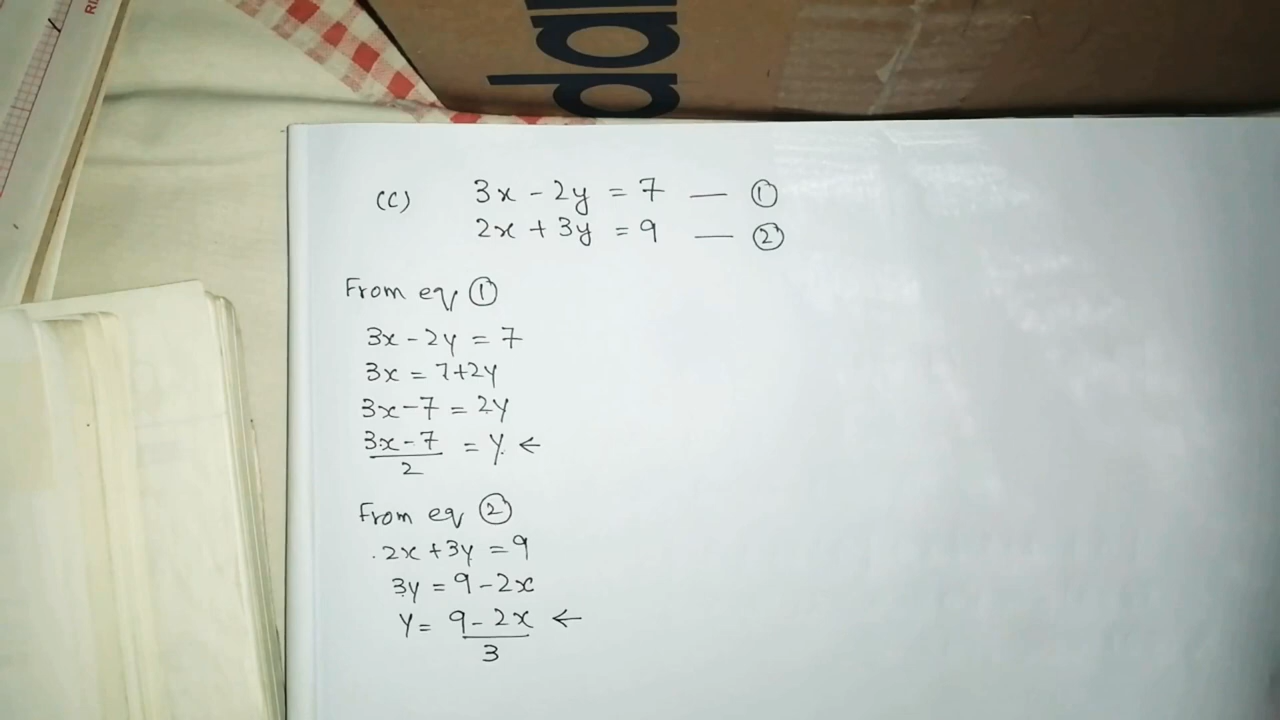 (C) 3x - 2y = 7 — ①
2x + 3y = 9 — ②
From eq ①
3x - 2y = 7
3x = 7+2y
3x-7 = 2y
3x-7/2 = y. ←
From eq ②
.2x + 3y = 9
3y = 9 - 2x
y = 9 - 2x/3 ←